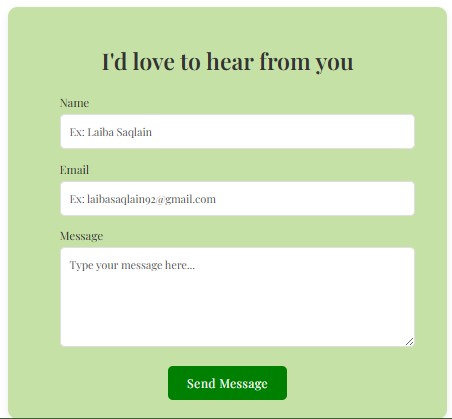 I'd love to hear from you
Name
Ex: Laiba Saqlain
Email
Ex: laibasaqlain92@gmail.com
Message
Type your message here...
Send Message